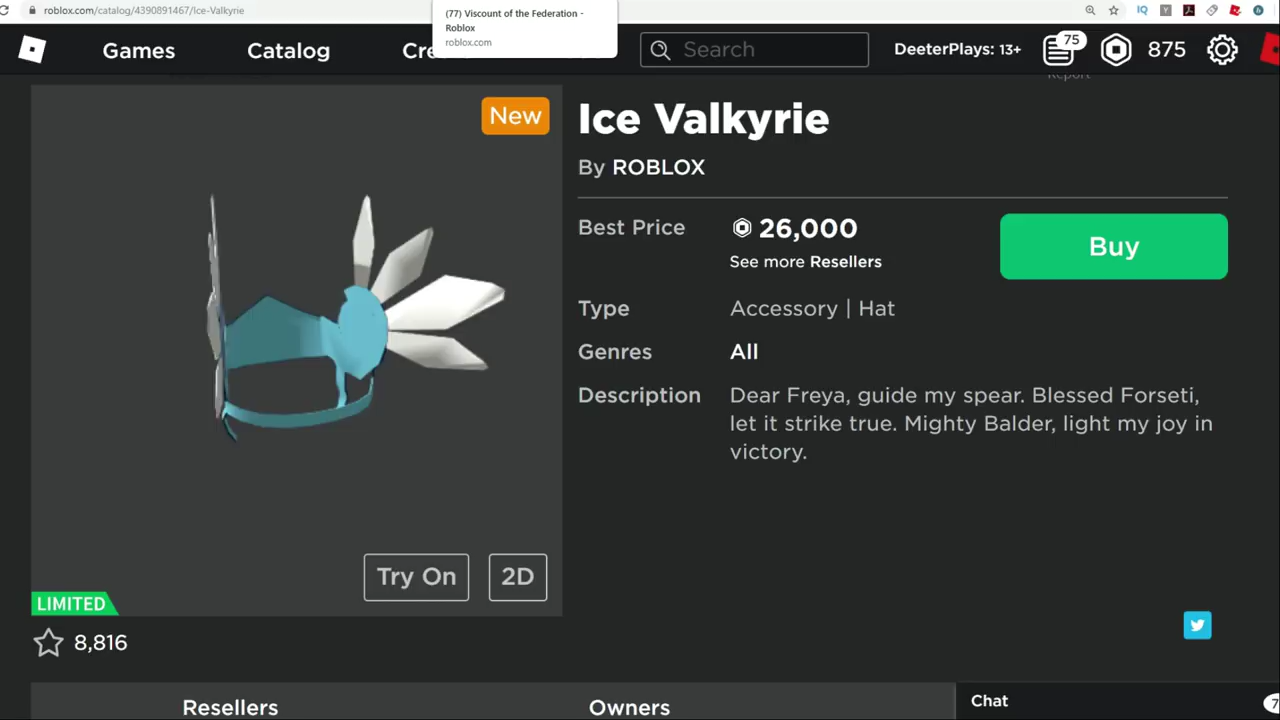 roblox.com/catalog/4390891467/Ice-Valkyrie
(77) Viscount of the Federation -
Roblox
roblox.com
Games
Catalog
Search
DeeterPlays: 13+
75
875
Report
New
Ice Valkyrie
By ROBLOX
Best Price
26,000
Buy
See more Resellers
Type
Accessory | Hat
Genres
All
Description
Dear Freya, guide my spear. Blessed Forseti,
let it strike true. Mighty Balder, light my joy in
victory.
Try On
2D
LIMITED
8,816
Resellers
Owners
Chat